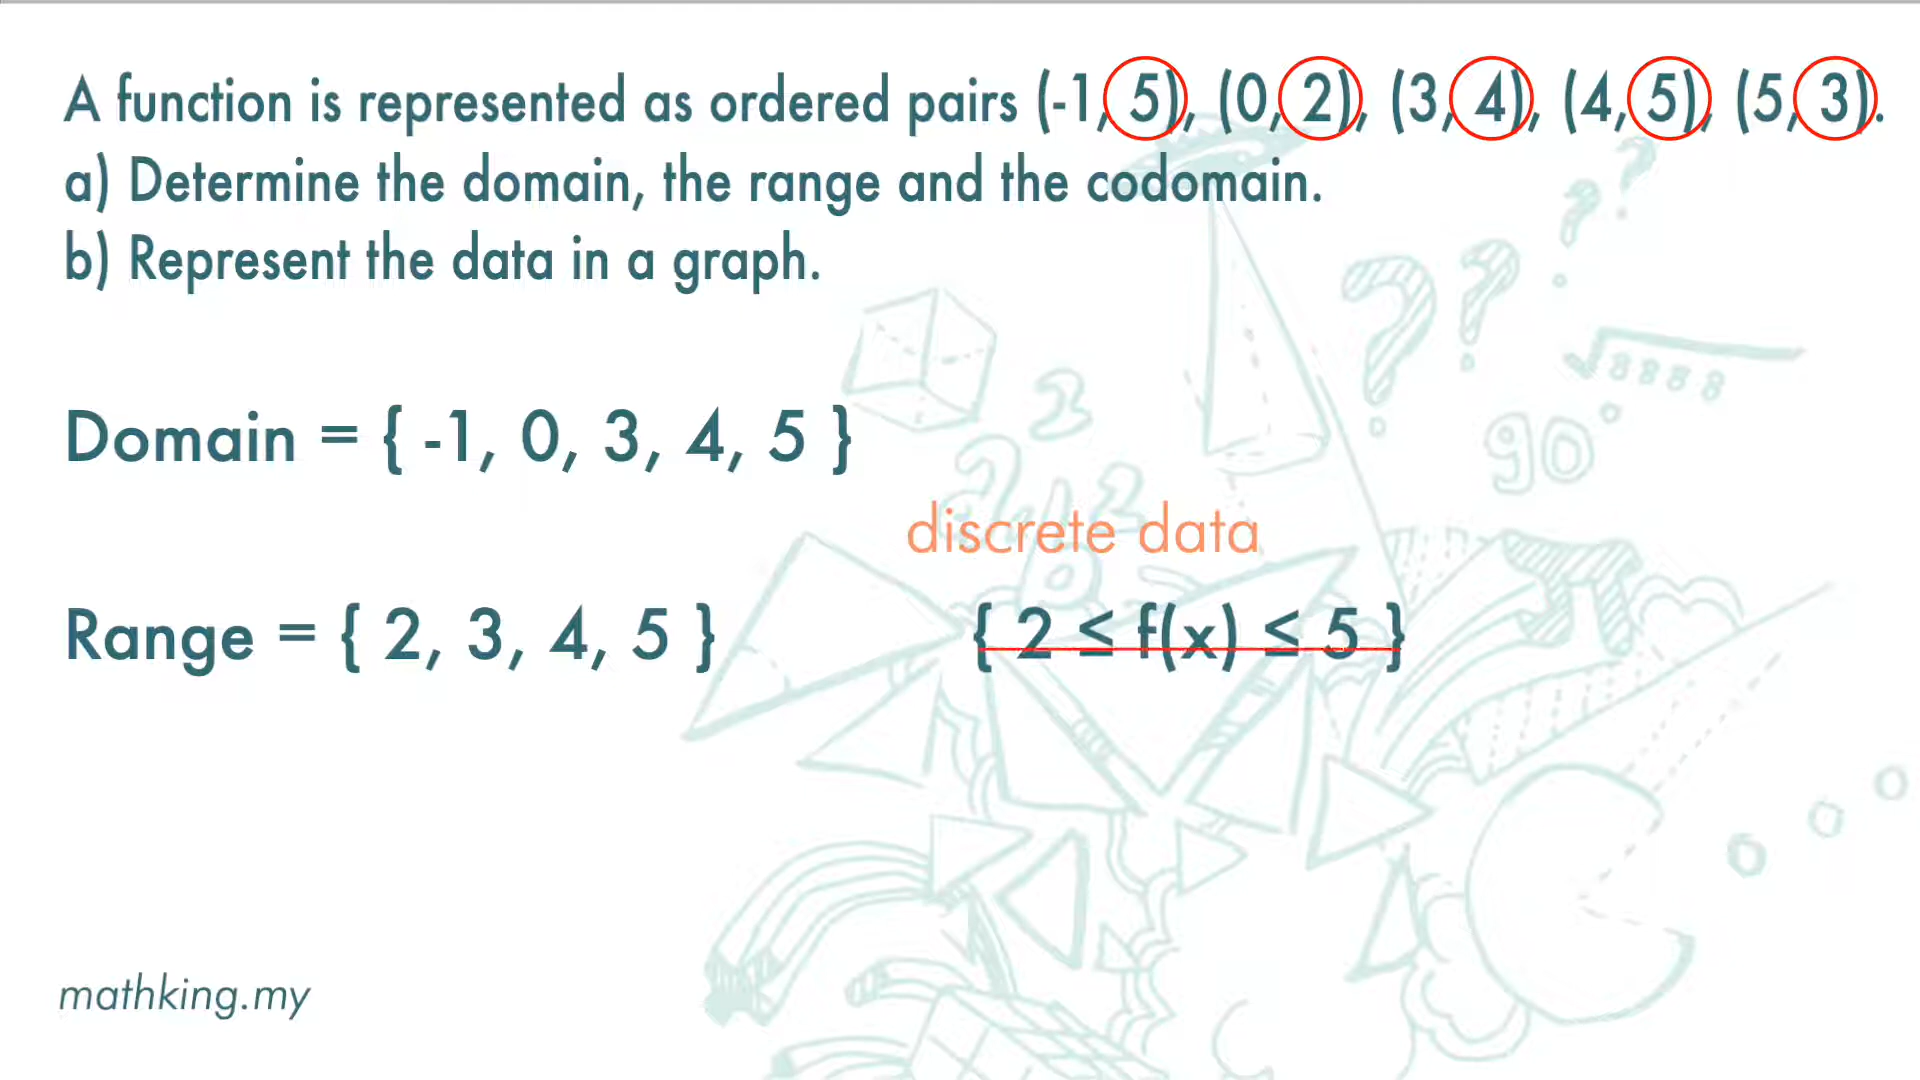 A function is represented as ordered pairs (-1, 5), (0, 2), (3, 4), (4, 5), (5, 3).
a) Determine the domain, the range and the codomain.
b) Represent the data in a graph.
Domain = { -1, 0, 3, 4, 5 }
discrete data
Range = { 2, 3, 4, 5 }
{ 2 ≤ f(x) ≤ 5 }
mathking.my
90°